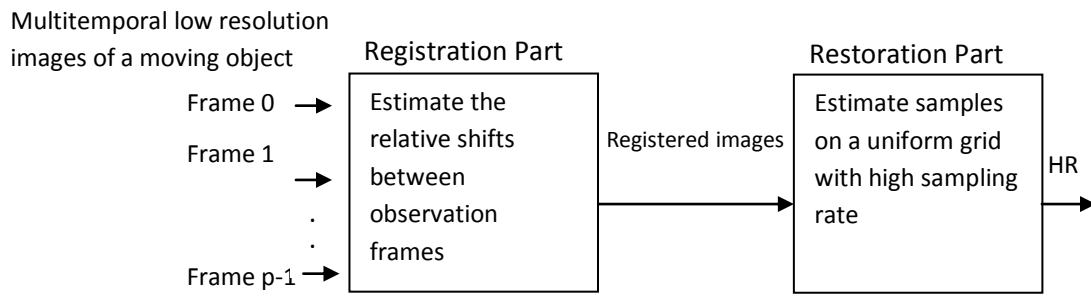 Multitemporal low resolution
images of a moving object
Registration Part
Restoration Part
Frame 0
Frame 1
.
.
Frame p-1
Estimate the
relative shifts
between
observation
frames
Registered images
Estimate samples
on a uniform grid
with high sampling
rate
HR